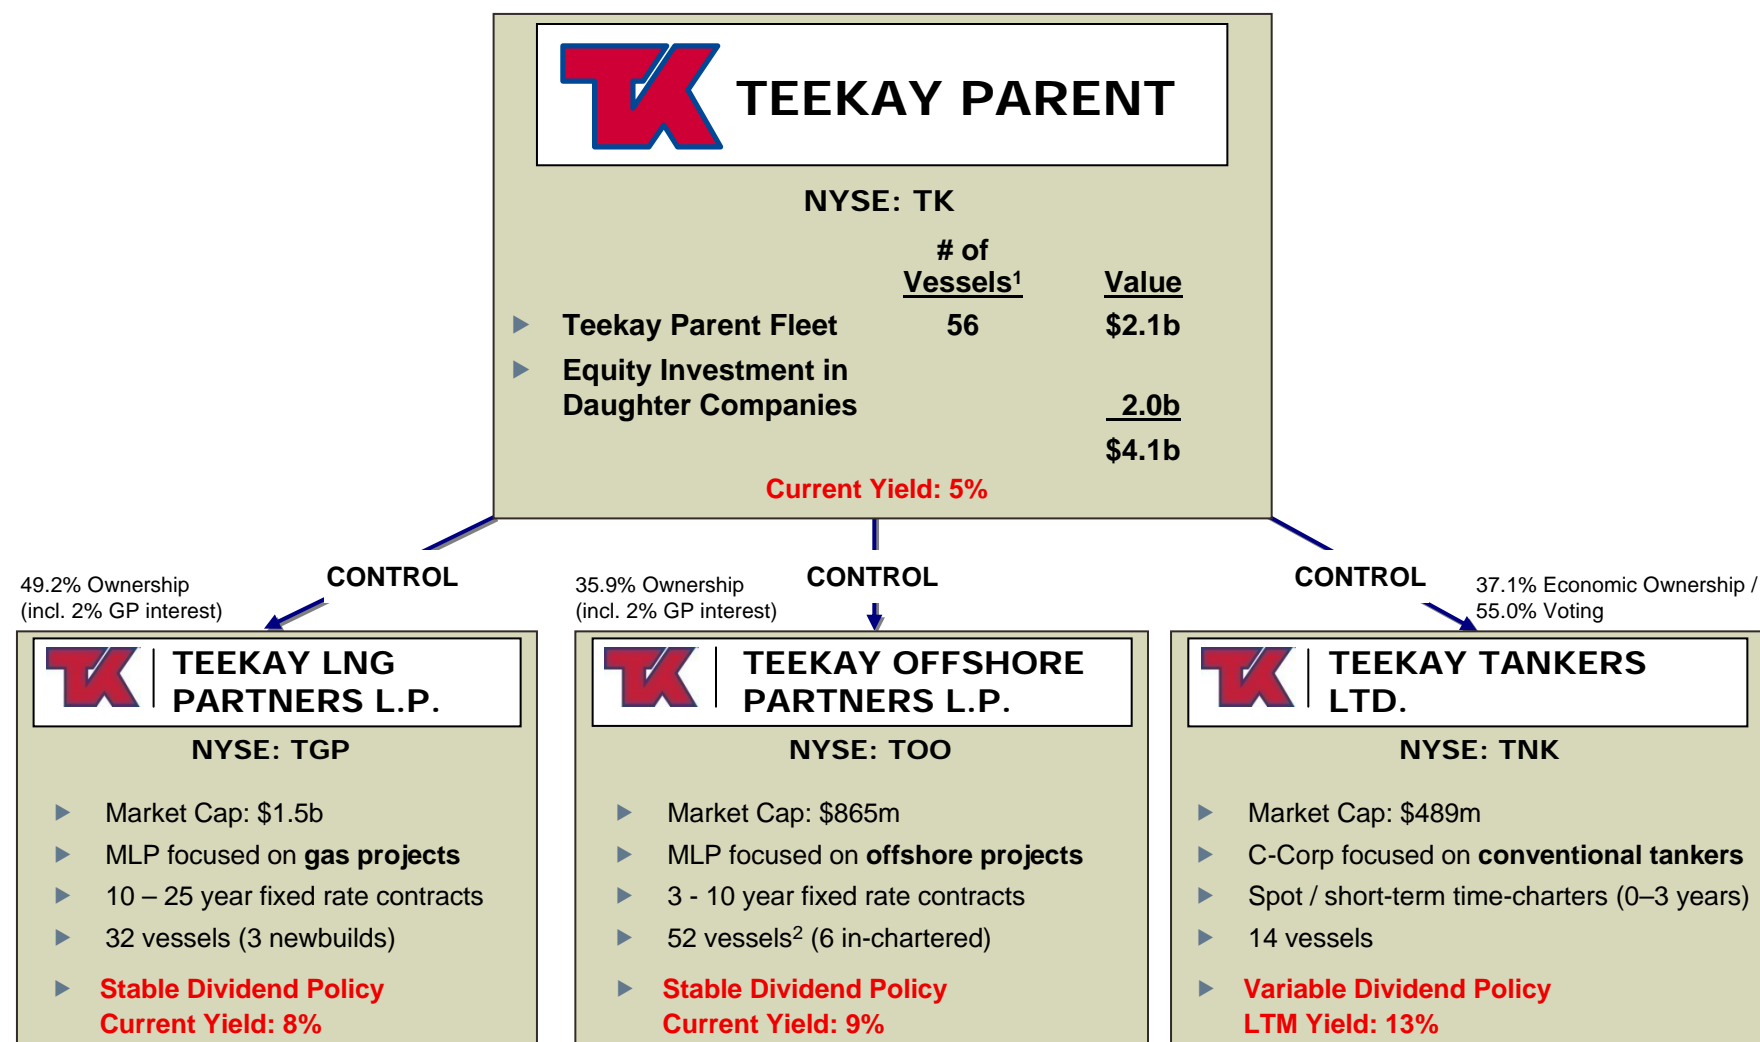 TK TEEKAY PARENT
NYSE: TK
# of
Vessels¹ Value
Teekay Parent Fleet 56 $2.1b
Equity Investment in
Daughter Companies 2.0b
$4.1b
Current Yield: 5%
49.2% Ownership
(incl. 2% GP interest)
CONTROL
35.9% Ownership
(incl. 2% GP interest)
CONTROL
CONTROL
37.1% Economic Ownership /
55.0% Voting
TK TEEKAY LNG
PARTNERS L.P.
NYSE: TGP
Market Cap: $1.5b
MLP focused on gas projects
10 – 25 year fixed rate contracts
32 vessels (3 newbuilds)
Stable Dividend Policy
Current Yield: 8%
TK TEEKAY OFFSHORE
PARTNERS L.P.
NYSE: TOO
Market Cap: $865m
MLP focused on offshore projects
3 - 10 year fixed rate contracts
52 vessels² (6 in-chartered)
Stable Dividend Policy
Current Yield: 9%
TK TEEKAY TANKERS
LTD.
NYSE: TNK
Market Cap: $489m
C-Corp focused on conventional tankers
Spot / short-term time-charters (0–3 years)
14 vessels
Variable Dividend Policy
LTM Yield: 13%